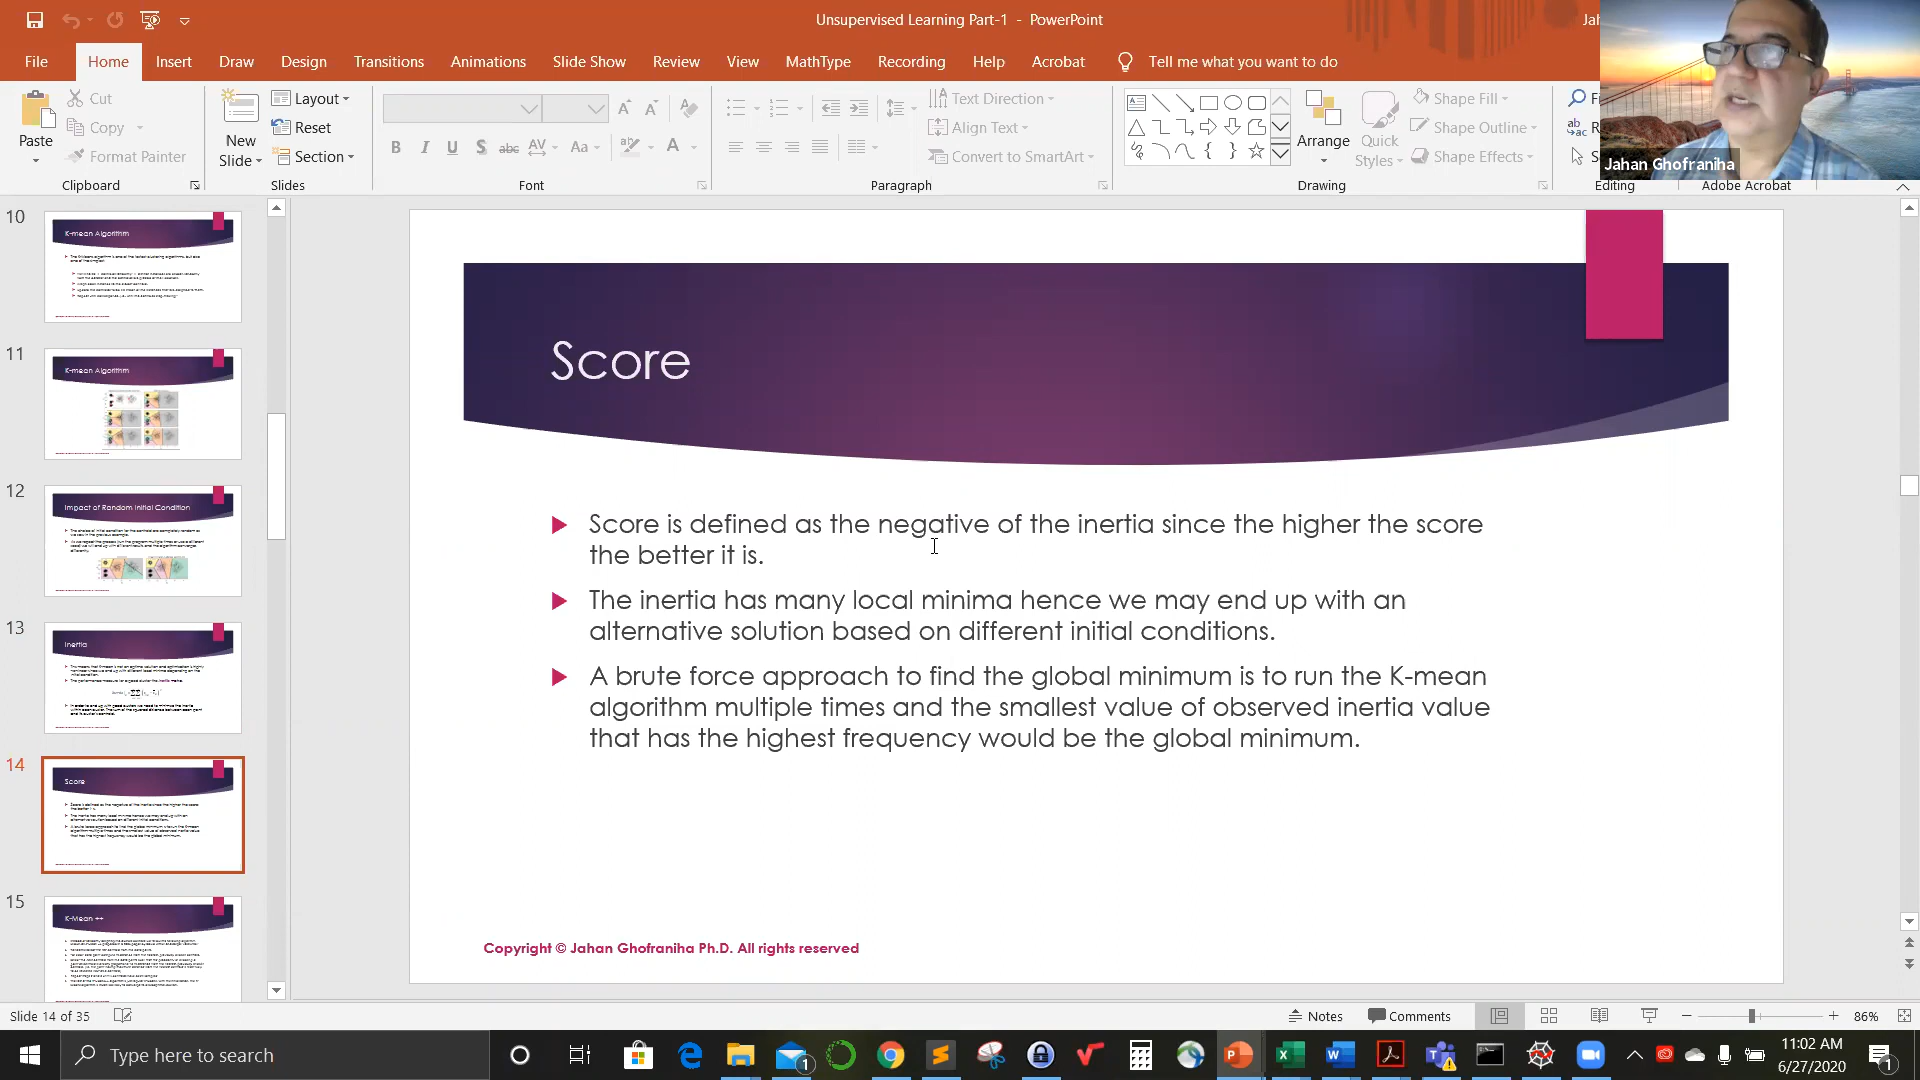 Unsupervised Learning Part-1 - PowerPoint
File Home Insert Draw Design Transitions Animations Slide Show Review View MathType Recording Help Acrobat Tell me what you want to do
Paste
Cut
Copy
Format Painter
Clipboard
New Slide
Layout
Reset
Section
Slides
B I U S abc AV Aa A
Font
Text Direction
Align Text
Convert to SmartArt
Paragraph
Arrange
Quick Styles
Shape Fill
Shape Outline
Shape Effects
Drawing
Editing
Adobe Acrobat
Jahan Ghofraniha
10
K-mean Algorithm
11
K-mean Algorithm
12
Impact of Random Initial Condition
13
Inertia
14
Score
15
K-Mean ++
Score
Score is defined as the negative of the inertia since the higher the score
the better it is.
The inertia has many local minima hence we may end up with an
alternative solution based on different initial conditions.
A brute force approach to find the global minimum is to run the K-mean
algorithm multiple times and the smallest value of observed inertia value
that has the highest frequency would be the global minimum.
Copyright © Jahan Ghofraniha Ph.D. All rights reserved
Slide 14 of 35
Notes
Comments
86%
Type here to search
11:02 AM
6/27/2020